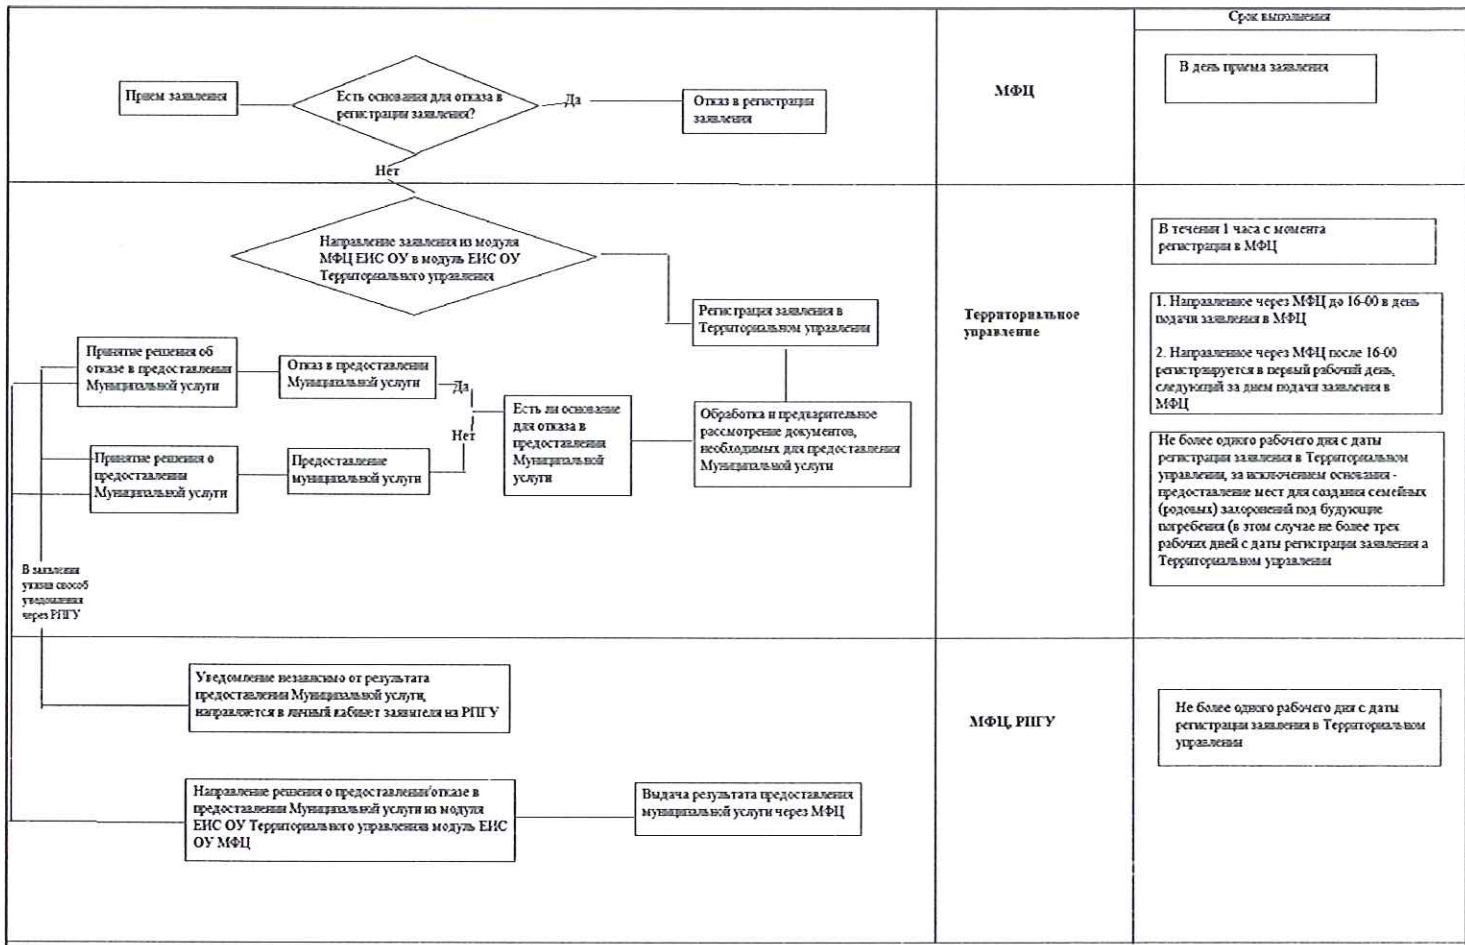 Срок выполнения
Прием заявления
Есть основания для отказа в
регистрации заявления?
Да
Отказ в регистрации
заявления
МФЦ
В день приема заявления
Нет
Направление заявления из модуля
МФЦ ЕИС ОУ в модуль ЕИС ОУ
Территориального управления
Регистрация заявления в
Территориальном управлении
Территориальное
управление
В течении 1 часа с момента
регистрации в МФЦ
1. Направленное через МФЦ до 16-00 в день
подачи заявления в МФЦ
2. Направленное через МФЦ после 16-00
регистрируется в первый рабочий день,
следующий за днем подачи заявления в
МФЦ
Принятие решения об
отказе в предоставлении
Муниципальной услуги
Отказ в предоставлении
Муниципальной услуги
Да
Нет
Есть ли основание
для отказа в
предоставлении
Муниципальной
услуги
Обработка и предварительное
рассмотрение документов,
необходимых для предоставления
Муниципальной услуги
Принятие решения о
предоставлении
Муниципальной услуги
Предоставление
муниципальной услуги
Не более одного рабочего дня с даты
регистрации заявления в Территориальном
управлении, за исключением основания -
предоставление мест для создания семейных
(родовых) захоронений под будующие
погребения (в этом случае не более трех
рабочих дней с даты регистрации заявления а
Территориальном управлении
В заявлении
указан способ
уведомления
через РПГУ
Уведомление независимо от результата
предоставления Муниципальной услуги,
направляется в личный кабинет заявителя на РПГУ
МФЦ, РПГУ
Не более одного рабочего дня с даты
регистрации заявления в Территориальном
управлении
Направление решения о предоставлении/отказе в
предоставлении Муниципальной услуги из модуля
ЕИС ОУ Территориального управленияв модуль ЕИС
ОУ МФЦ
Выдача результата предоставления
муниципальной услуги через МФЦ